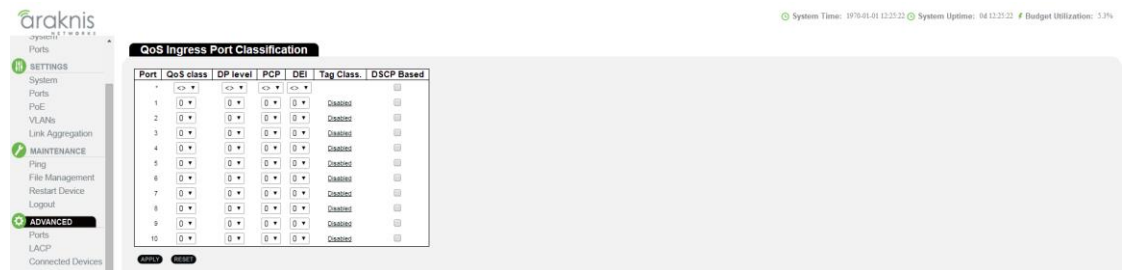 araknis
NETWORKS
System Time: 1970-01-01 12:25:22 System Uptime: 0d 12:25:22 Budget Utilization: 5.3%
System
Ports
SETTINGS
System
Ports
PoE
VLANs
Link Aggregation
MAINTENANCE
Ping
File Management
Restart Device
Logout
ADVANCED
Ports
LACP
Connected Devices
QoS Ingress Port Classification
Port QoS class DP level PCP DEI Tag Class. DSCP Based
* <> <> <> <>
1 0 0 0 0 Disabled
2 0 0 0 0 Disabled
3 0 0 0 0 Disabled
4 0 0 0 0 Disabled
5 0 0 0 0 Disabled
6 0 0 0 0 Disabled
7 0 0 0 0 Disabled
8 0 0 0 0 Disabled
9 0 0 0 0 Disabled
10 0 0 0 0 Disabled
APPLY RESET